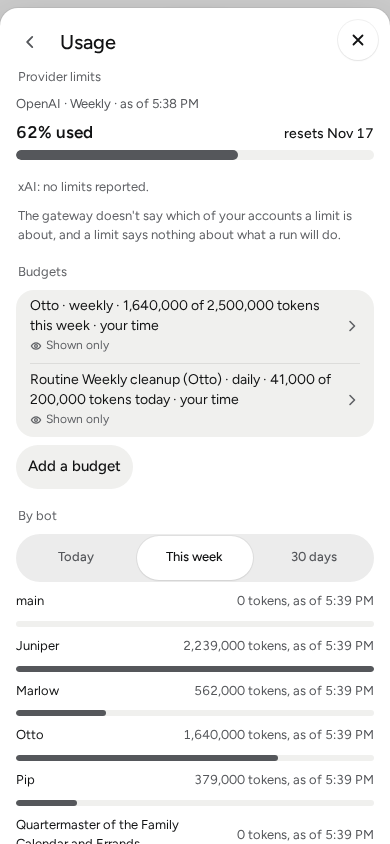 Usage
Provider limits
OpenAI · Weekly · as of 5:38 PM
62% used
resets Nov 17
xAI: no limits reported.
The gateway doesn't say which of your accounts a limit is
about, and a limit says nothing about what a run will do.
Budgets
Otto · weekly · 1,640,000 of 2,500,000 tokens
this week · your time
Shown only
Routine Weekly cleanup (Otto) · daily · 41,000 of
200,000 tokens today · your time
Shown only
Add a budget
By bot
Today
This week
30 days
main
0 tokens, as of 5:39 PM
Juniper
2,239,000 tokens, as of 5:39 PM
Marlow
562,000 tokens, as of 5:39 PM
Otto
1,640,000 tokens, as of 5:39 PM
Pip
379,000 tokens, as of 5:39 PM
Quartermaster of the Family
0 tokens, as of 5:39 PM
Calendar and Errands